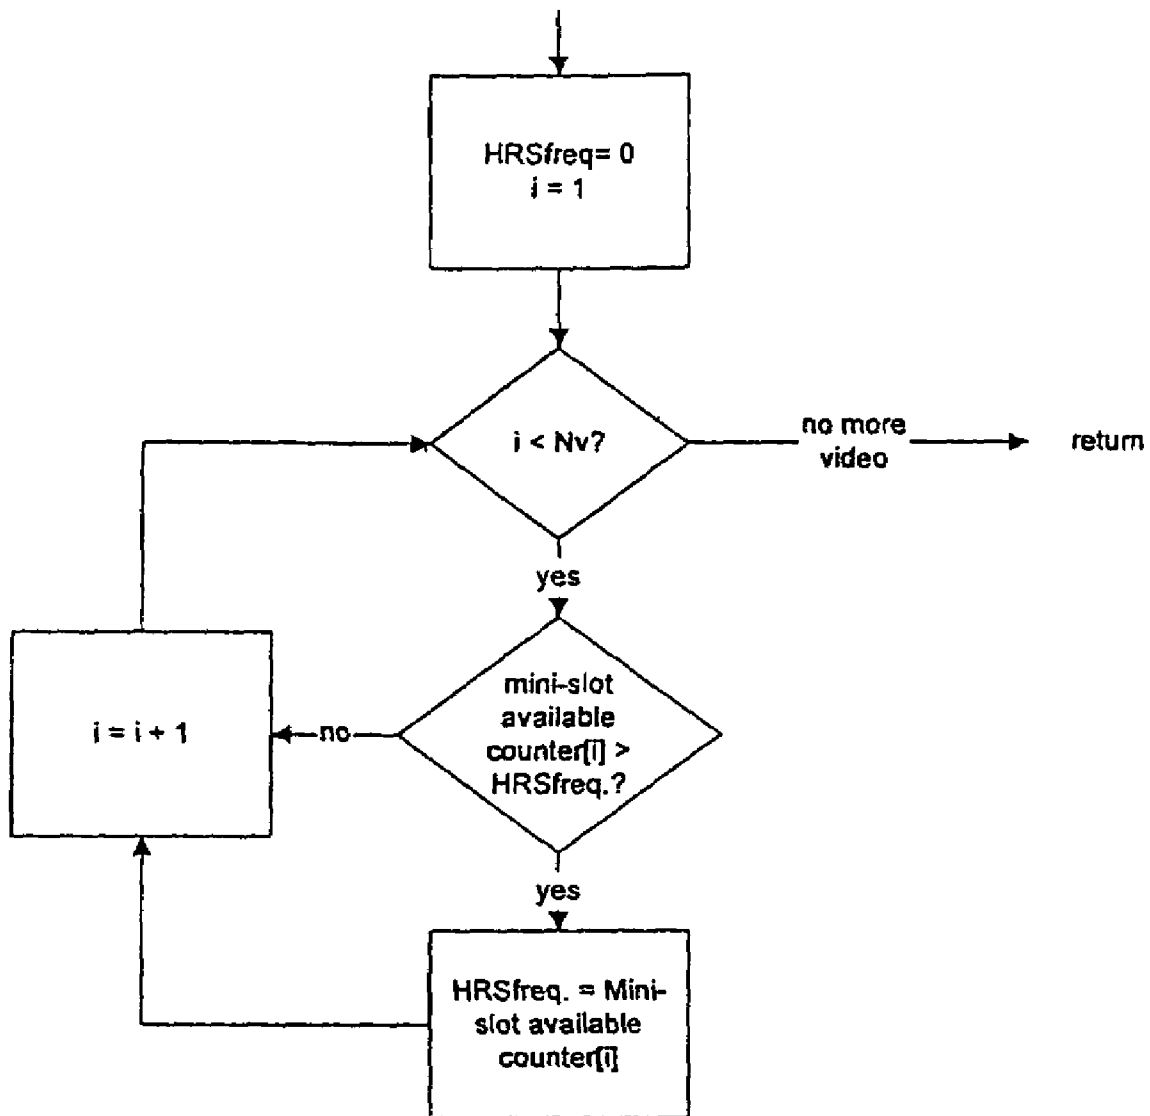 HRSfreq= 0
i = 1
i < Nv?
no more
video
return
yes
mini-slot
available
counter[i] >
HRSfreq.?
no
i = i + 1
yes
HRSfreq. = Mini-
slot available
counter[i]